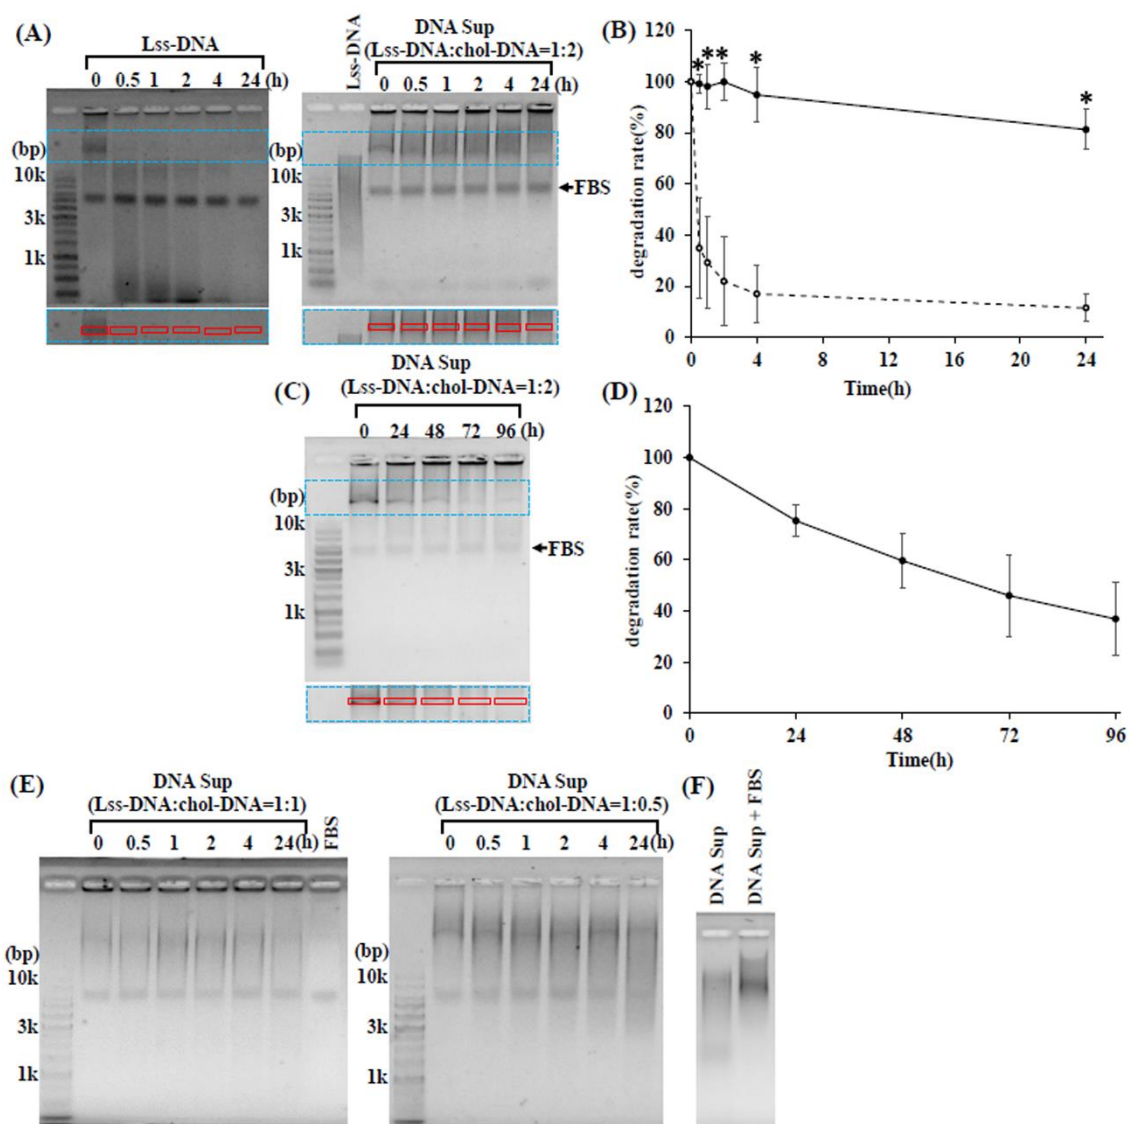 (A)
Lss-DNA
0 0.5 1 2 4 24 (h)
(bp)
10k
3k
1k
Lss-DNA
DNA Sup
(Lss-DNA:chol-DNA=1:2)
0 0.5 1 2 4 24 (h)
(bp)
10k
3k
1k
FBS
(B)
120
100
80
60
40
20
0
degradation rate(%)
* ** * *
0 4 8 12 16 20 24
Time(h)
(C)
DNA Sup
(Lss-DNA:chol-DNA=1:2)
0 24 48 72 96 (h)
(bp)
10k
3k
1k
FBS
(D)
120
100
80
60
40
20
0
degradation rate(%)
0 24 48 72 96
Time(h)
(E)
DNA Sup
(Lss-DNA:chol-DNA=1:1)
0 0.5 1 2 4 24 (h)
FBS
(bp)
10k
3k
1k
DNA Sup
(Lss-DNA:chol-DNA=1:0.5)
0 0.5 1 2 4 24 (h)
(bp)
10k
3k
1k
(F)
DNA Sup
DNA Sup + FBS